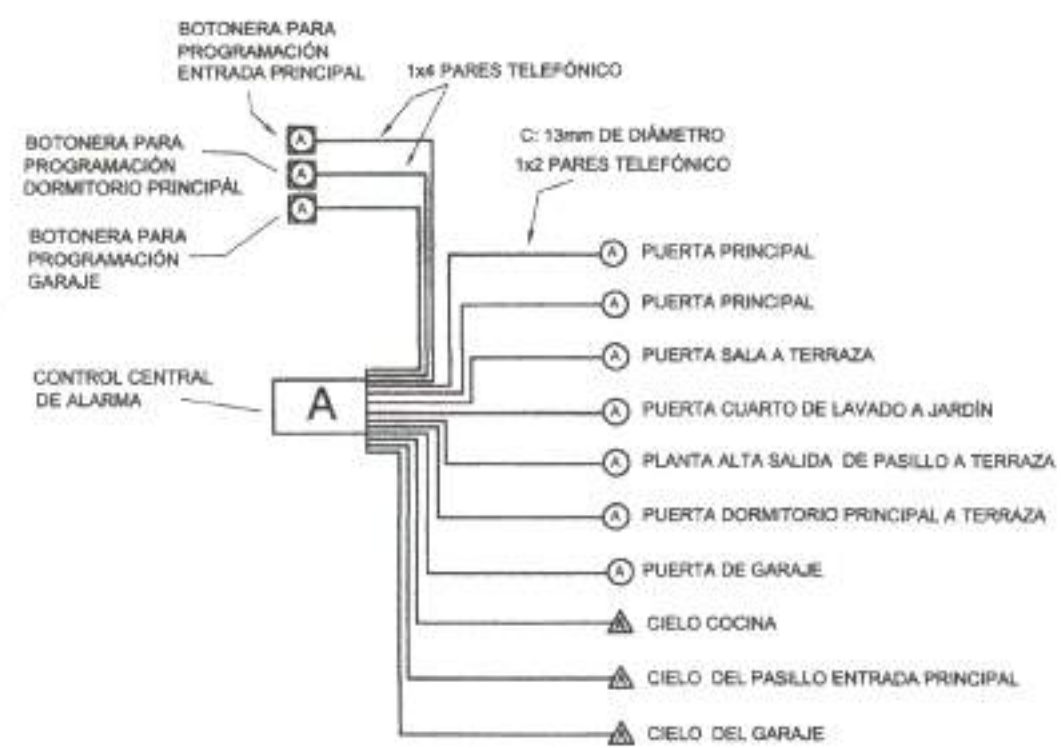 BOTONERA PARA
PROGRAMACIÓN
ENTRADA PRINCIPAL
1x4 PARES TELEFÓNICO
BOTONERA PARA
PROGRAMACIÓN
DORMITORIO PRINCIPAL
C: 13mm DE DIÁMETRO
1x2 PARES TELEFÓNICO
BOTONERA PARA
PROGRAMACIÓN
GARAJE
A
A
A
A PUERTA PRINCIPAL
A PUERTA PRINCIPAL
A PUERTA SALA A TERRAZA
CONTROL CENTRAL
DE ALARMA
A
A PUERTA CUARTO DE LAVADO A JARDÍN
A PLANTA ALTA SALIDA DE PASILLO A TERRAZA
A PUERTA DORMITORIO PRINCIPAL A TERRAZA
A PUERTA DE GARAJE
CIELO COCINA
CIELO DEL PASILLO ENTRADA PRINCIPAL
CIELO DEL GARAJE